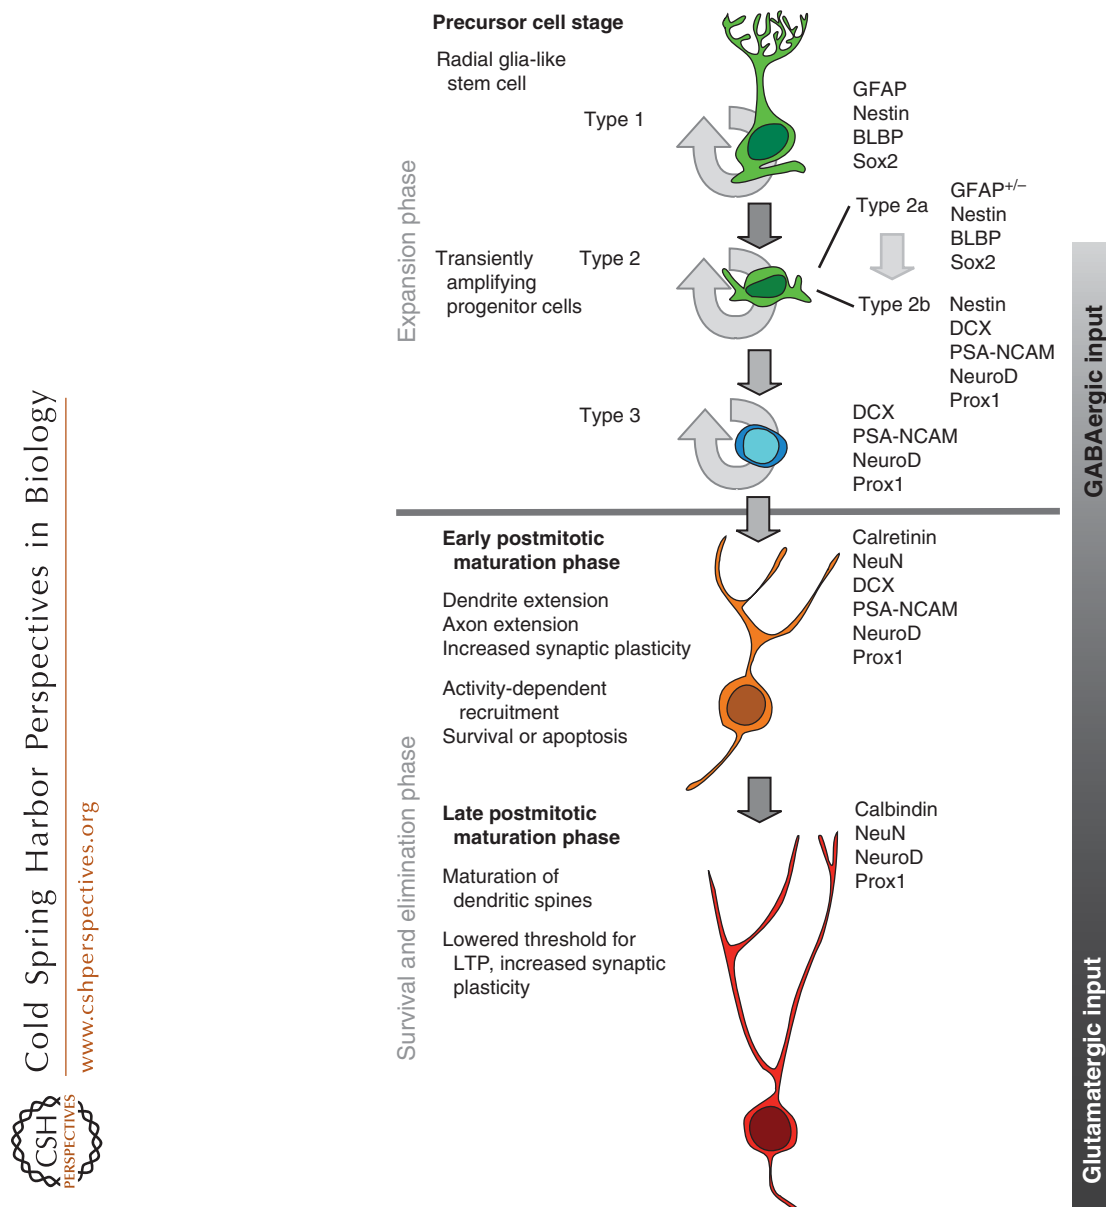 Precursor cell stage
Radial glia-like
stem cell
Type 1
GFAP
Nestin
BLBP
Sox2
Expansion phase
Transiently
amplifying
progenitor cells
Type 2
Type 2a
GFAP+/–
Nestin
BLBP
Sox2
Type 2b
Nestin
DCX
PSA-NCAM
NeuroD
Prox1
Type 3
DCX
PSA-NCAM
NeuroD
Prox1
Early postmitotic
maturation phase
Dendrite extension
Axon extension
Increased synaptic plasticity
Activity-dependent
recruitment
Survival or apoptosis
Calretinin
NeuN
DCX
PSA-NCAM
NeuroD
Prox1
Survival and elimination phase
Late postmitotic
maturation phase
Maturation of
dendritic spines
Lowered threshold for
LTP, increased synaptic
plasticity
Calbindin
NeuN
NeuroD
Prox1
GABAergic input
Glutamatergic input
Cold Spring Harbor Perspectives in Biology
www.cshperspectives.org
CSH
PERSPECTIVES